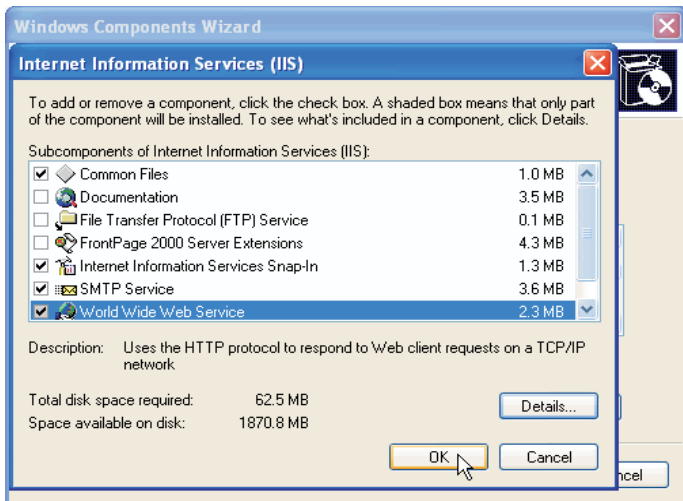 Windows Components Wizard
Internet Information Services (IIS)
To add or remove a component, click the check box. A shaded box means that only part
of the component will be installed. To see what's included in a component, click Details.
Subcomponents of Internet Information Services (IIS):
Common Files 1.0 MB
Documentation 3.5 MB
File Transfer Protocol (FTP) Service 0.1 MB
FrontPage 2000 Server Extensions 4.3 MB
Internet Information Services Snap-In 1.3 MB
SMTP Service 3.6 MB
World Wide Web Service 2.3 MB
Description: Uses the HTTP protocol to respond to Web client requests on a TCP/IP
network
Total disk space required: 62.5 MB
Details...
Space available on disk: 1870.8 MB
OK Cancel
ncel